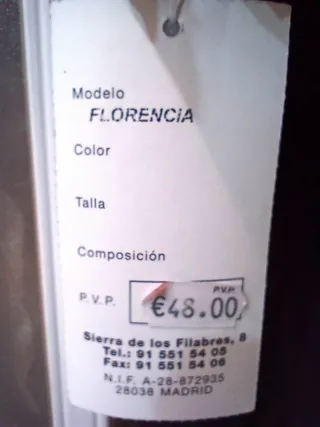 Modelo
FLORENCIA
Color
Talla
Composición
P.V.P.
P.V.P.
€48.00
Sierra de los Filabres, 8
Tel.: 91 551 54 05
Fax: 91 551 54 06
N.I.F. A-28-872935
28038 MADRID